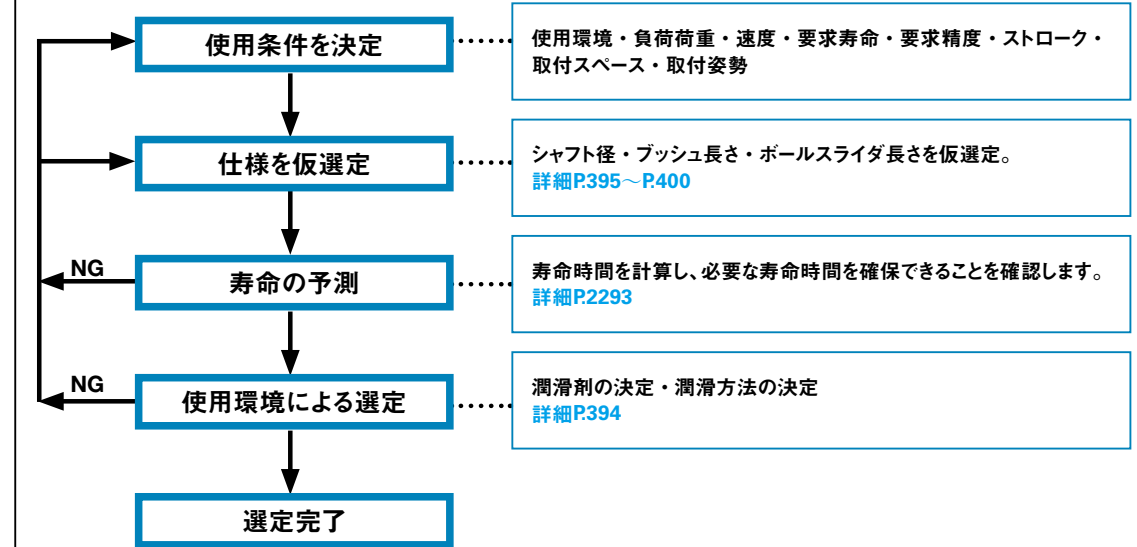 使用条件を決定
使用環境・負荷荷重・速度・要求寿命・要求精度・ストローク・
取付スペース・取付姿勢
仕様を仮選定
シャフト径・ブッシュ長さ・ボールスライダ長さを仮選定。
詳細P.395～P.400
NG
寿命の予測
寿命時間を計算し、必要な寿命時間を確保できることを確認します。
詳細P.2293
NG
使用環境による選定
潤滑剤の決定・潤滑方法の決定
詳細P.394
選定完了